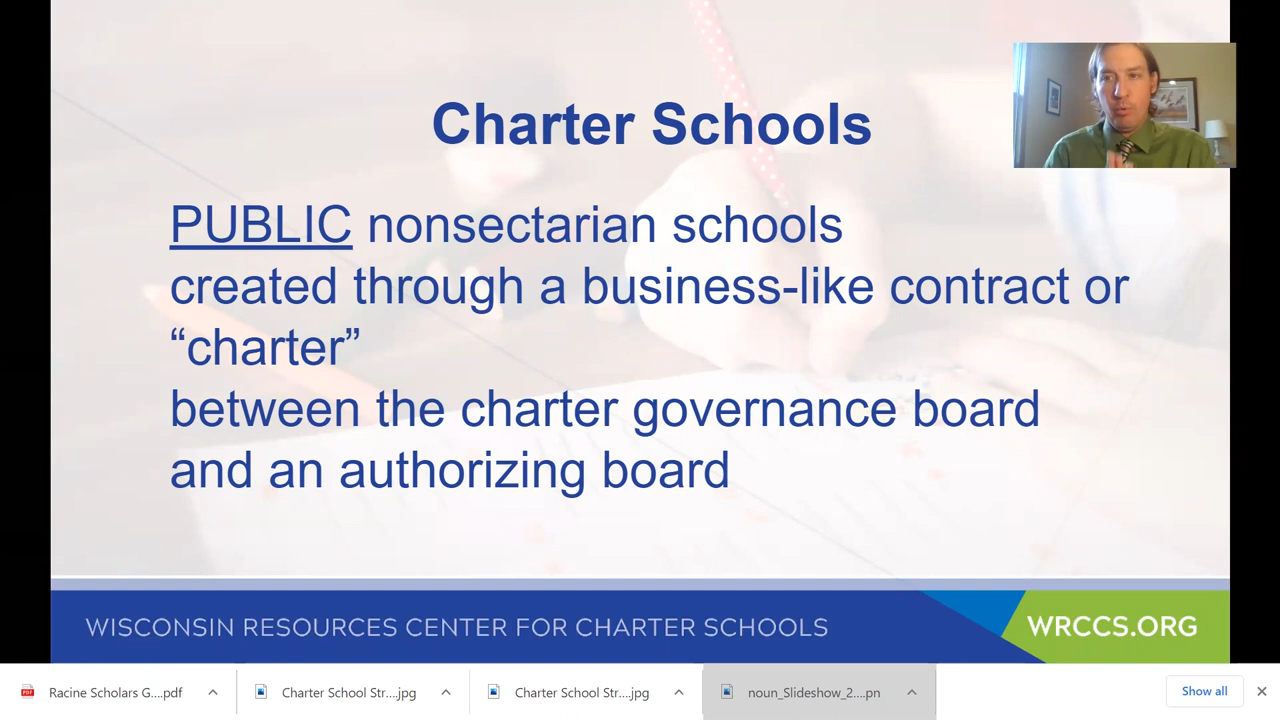 Charter Schools
PUBLIC nonsectarian schools
created through a business-like contract or
“charter”
between the charter governance board
and an authorizing board
WISCONSIN RESOURCES CENTER FOR CHARTER SCHOOLS
WRCCS.ORG
PDF
Racine Scholars G....pdf
Charter School Str....jpg
Charter School Str....jpg
noun_Slideshow_2....pn
Show all